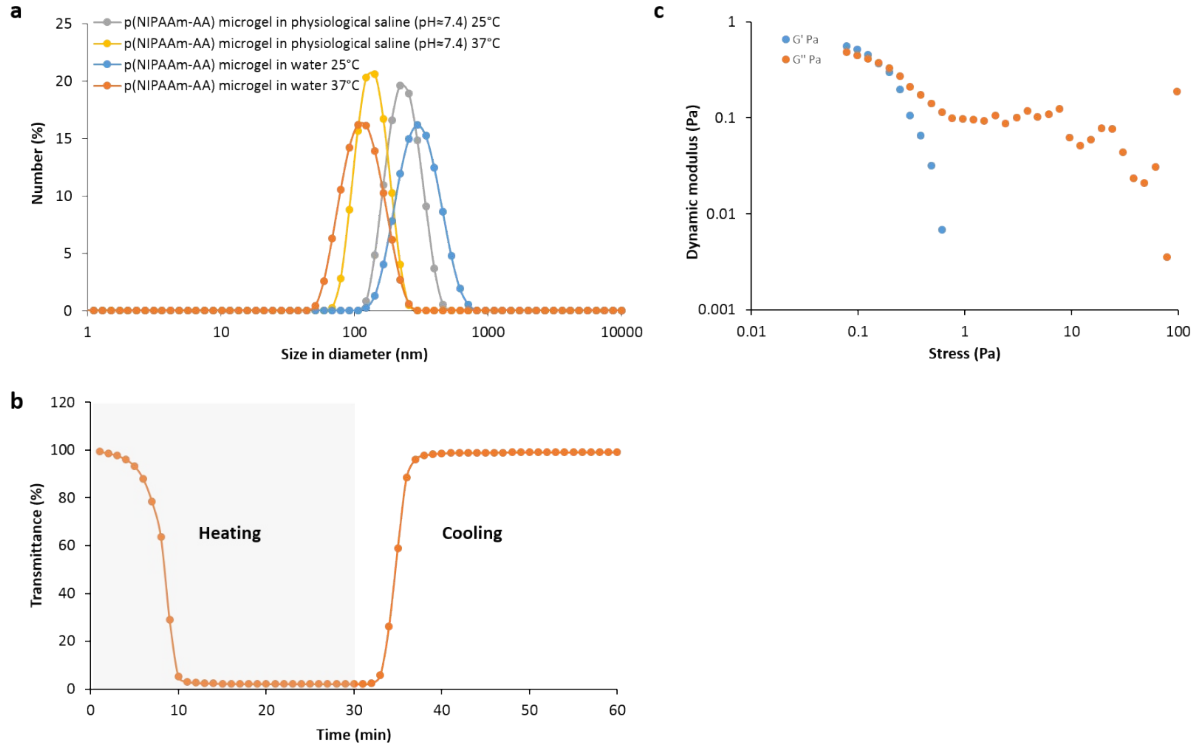 a
p(NIPAAm-AA) microgel in physiological saline (pH≈7.4) 25°C
p(NIPAAm-AA) microgel in physiological saline (pH≈7.4) 37°C
p(NIPAAm-AA) microgel in water 25°C
p(NIPAAm-AA) microgel in water 37°C
25
20
15
10
5
0
Number (%)
1
10
100
1000
10000
Size in diameter (nm)
c
G' Pa
G'' Pa
1
0.1
0.01
0.001
Dynamic modulus (Pa)
0.01
0.1
1
10
100
Stress (Pa)
b
120
100
80
60
40
20
0
Transmittance (%)
Heating
Cooling
0
10
20
30
40
50
60
Time (min)